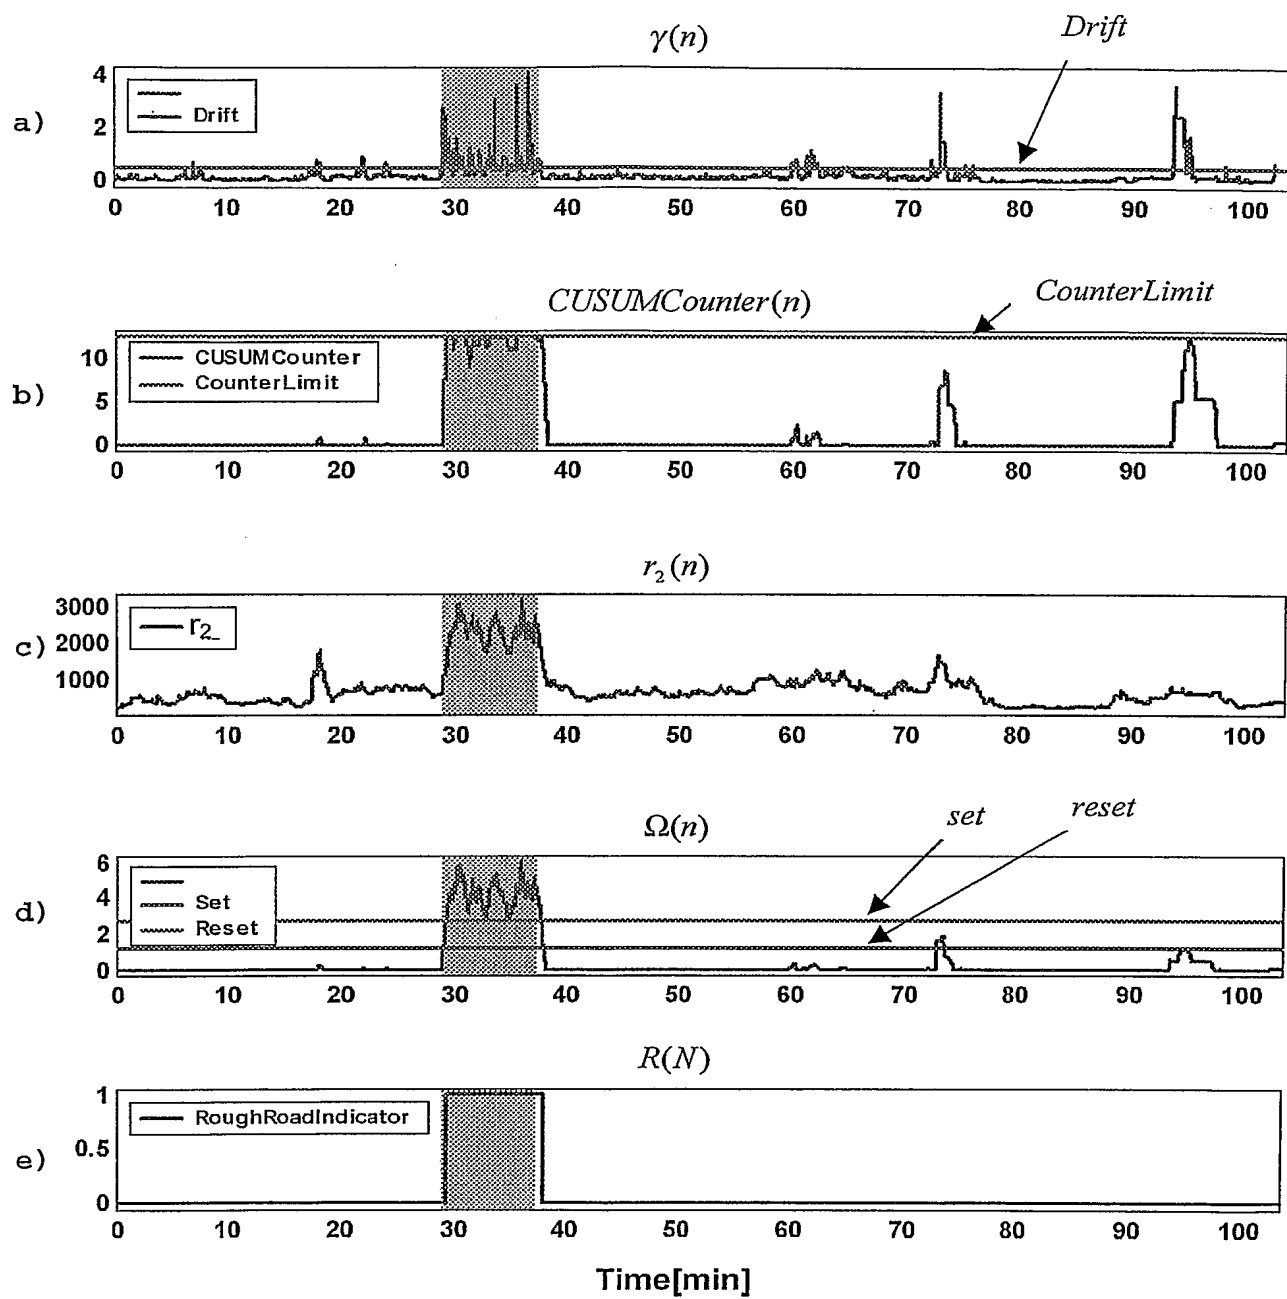 γ(n)
Drift
a)
4
2
0
Drift
0 10 20 30 40 50 60 70 80 90 100
CUSUMCounter(n)
CounterLimit
b)
10
5
0
CUSUMCounter
CounterLimit
0 10 20 30 40 50 60 70 80 90 100
r₂(n)
c)
3000
2000
1000
r2_
0 10 20 30 40 50 60 70 80 90 100
Ω(n)
set
reset
d)
6
4
2
0
Set
Reset
0 10 20 30 40 50 60 70 80 90 100
R(N)
e)
1
0.5
0
RoughRoadIndicator
0 10 20 30 40 50 60 70 80 90 100
Time[min]